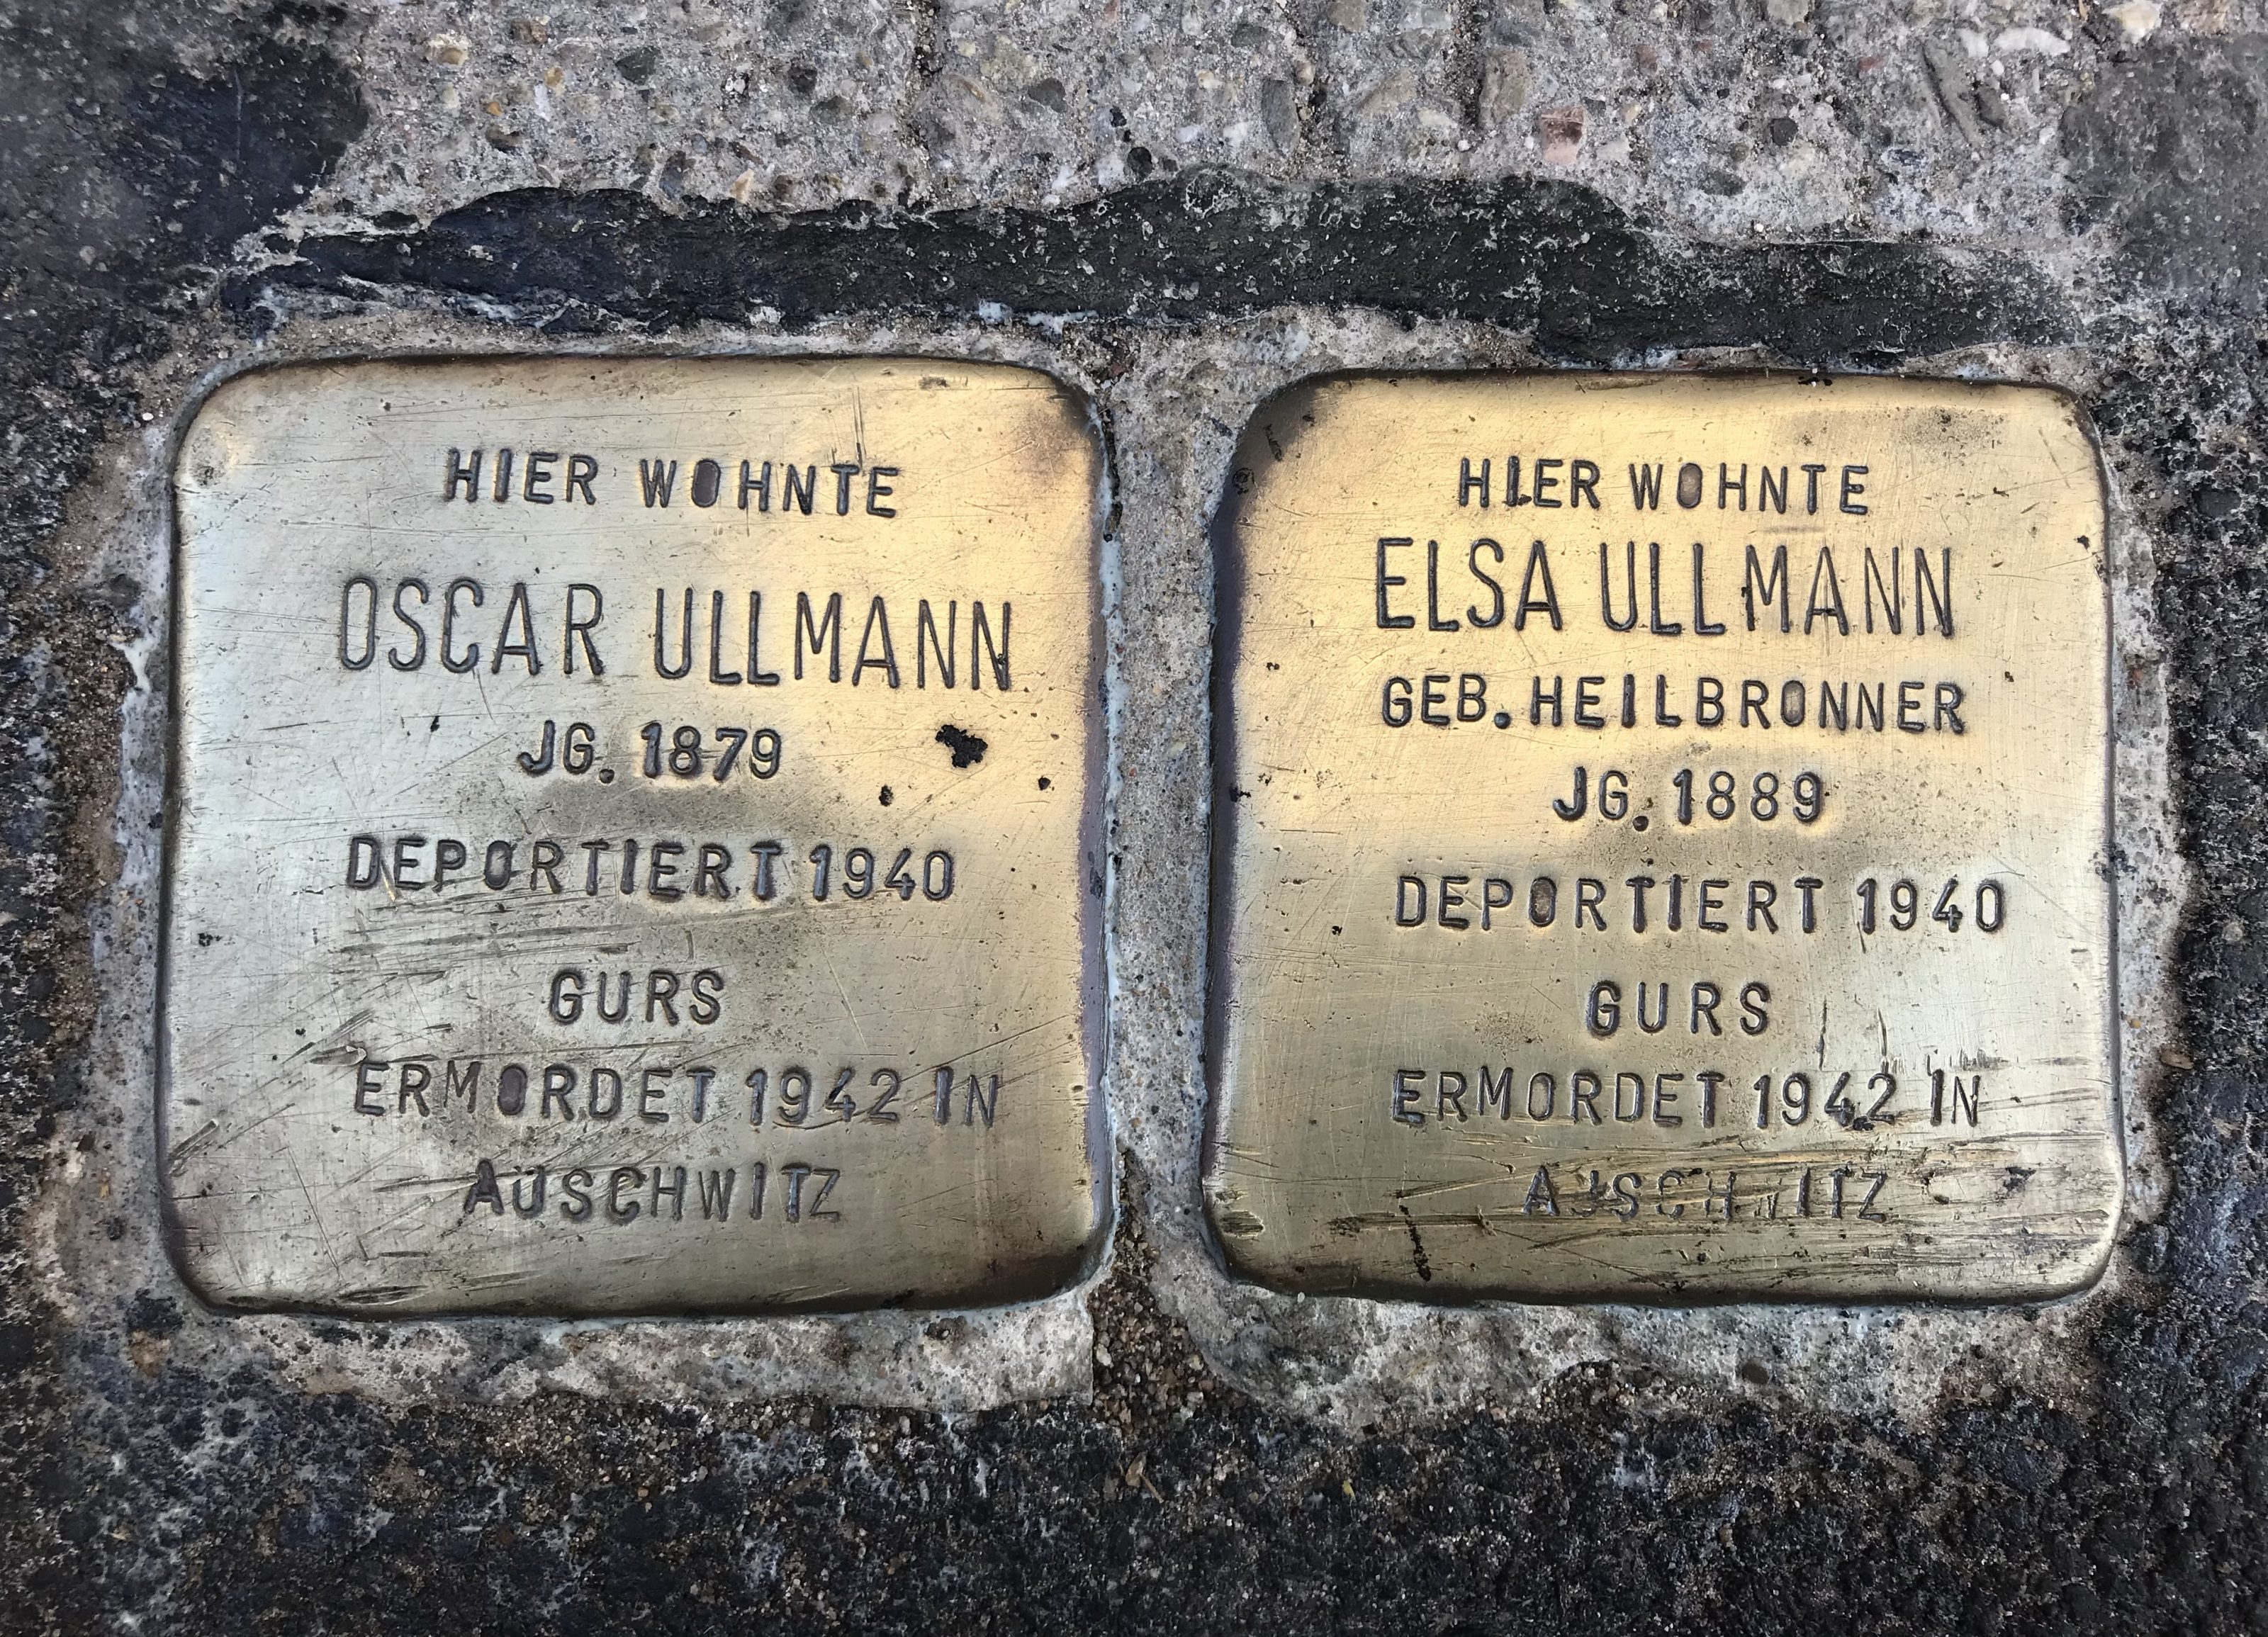 HIER WOHNTE
OSCAR ULLMANN
JG. 1879
DEPORTIERT 1940
GURS
ERMORDET 1942 IN
AUSCHWITZ
HIER WOHNTE
ELSA ULLMANN
GEB. HEILBRONNER
JG. 1889
DEPORTIERT 1940
GURS
ERMORDET 1942 IN
AUSCHWITZ